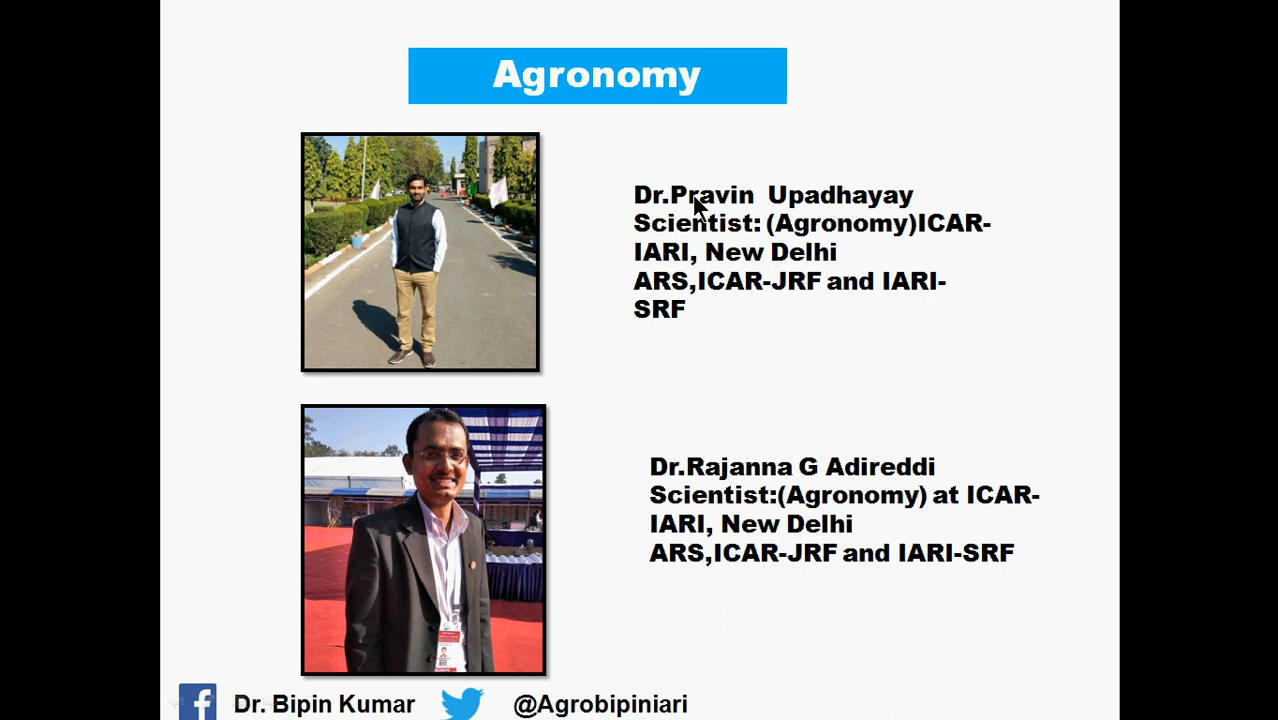 Agronomy
Dr.Pravin  Upadhayay
Scientist: (Agronomy)ICAR-
IARI, New Delhi
ARS,ICAR-JRF and IARI-
SRF
Dr.Rajanna G Adireddi
Scientist:(Agronomy) at ICAR-
IARI, New Delhi
ARS,ICAR-JRF and IARI-SRF
Dr. Bipin Kumar
@Agrobipiniari